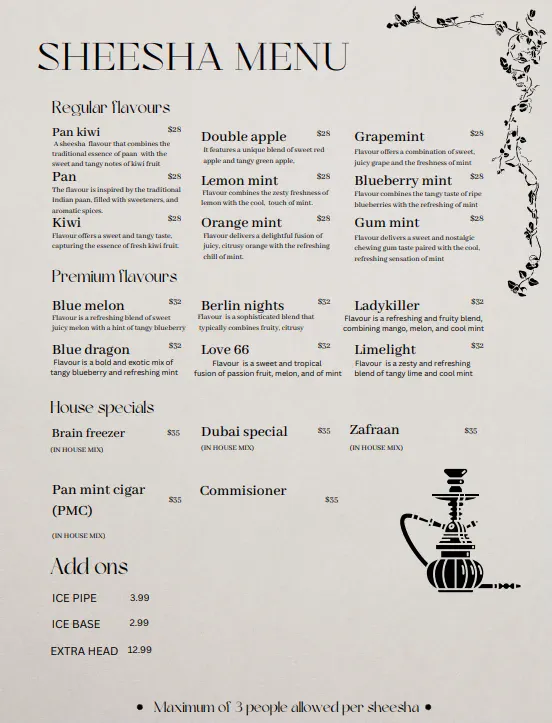 SHEESHA MENU
Regular flavours
Pan kiwi $28
A sheesha flavour that combines the
traditional essence of paan with the
sweet and tangy notes of kiwi fruit
Double apple $28
It features a unique blend of sweet red
apple and tangy green apple,
Grapemint $28
Flavour offers a combination of sweet,
juicy grape and the freshness of mint
Pan $28
The flavour is inspired by the traditional
Indian paan, filled with sweeteners, and
aromatic spices.
Lemon mint $28
Flavour combines the zesty freshness of
lemon with the cool, touch of mint.
Blueberry mint $28
Flavour combines the tangy taste of ripe
blueberries with the refreshing of mint
Kiwi $28
Flavour offers a sweet and tangy taste,
capturing the essence of fresh kiwi fruit.
Orange mint $28
Flavour delivers a delightful fusion of
juicy, citrusy orange with the refreshing
chill of mint.
Gum mint $28
Flavour delivers a sweet and nostalgic
chewing gum taste paired with the cool,
refreshing sensation of mint
Premium flavours
Blue melon $32
Flavour is a refreshing blend of sweet
juicy melon with a hint of tangy blueberry
Berlin nights $32
Flavour is a sophisticated blend that
typically combines fruity, citrusy
Ladykiller $32
Flavour is a refreshing and fruity blend,
combining mango, melon, and cool mint
Blue dragon $32
Flavour is a bold and exotic mix of
tangy blueberry and refreshing mint
Love 66 $32
Flavour is a sweet and tropical
fusion of passion fruit, melon, and of mint
Limelight $32
Flavour is a zesty and refreshing
blend of tangy lime and cool mint
House specials
Brain freezer $35
(IN HOUSE MIX)
Dubai special $35
(IN HOUSE MIX)
Zafraan $35
(IN HOUSE MIX)
Pan mint cigar
(PMC) $35
(IN HOUSE MIX)
Commisioner
$35
Add ons
ICE PIPE 3.99
ICE BASE 2.99
EXTRA HEAD 12.99
• Maximum of 3 people allowed per sheesha •